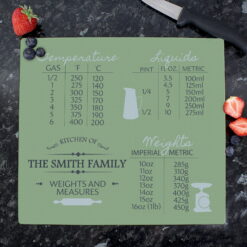 Temperature
GAS F C
1/2 250 120
1 275 140
2 300 150
3 325 160
4 350 180
5 375 190
6 400 200
Liquids
PINT FL.OZ. METRIC
3.5 100ml
1/4 4.5 125ml
5 150ml
7 200ml
9 250ml
1/2 10 275ml
KITCHEN OF
THE SMITH FAMILY
WEIGHTS AND
MEASURES
Weights
IMPERIAL METRIC
10oz 285g
11oz 310g
12oz 340g
13oz 370g
14oz 400g
15oz 425g
16oz (1lb) 450g